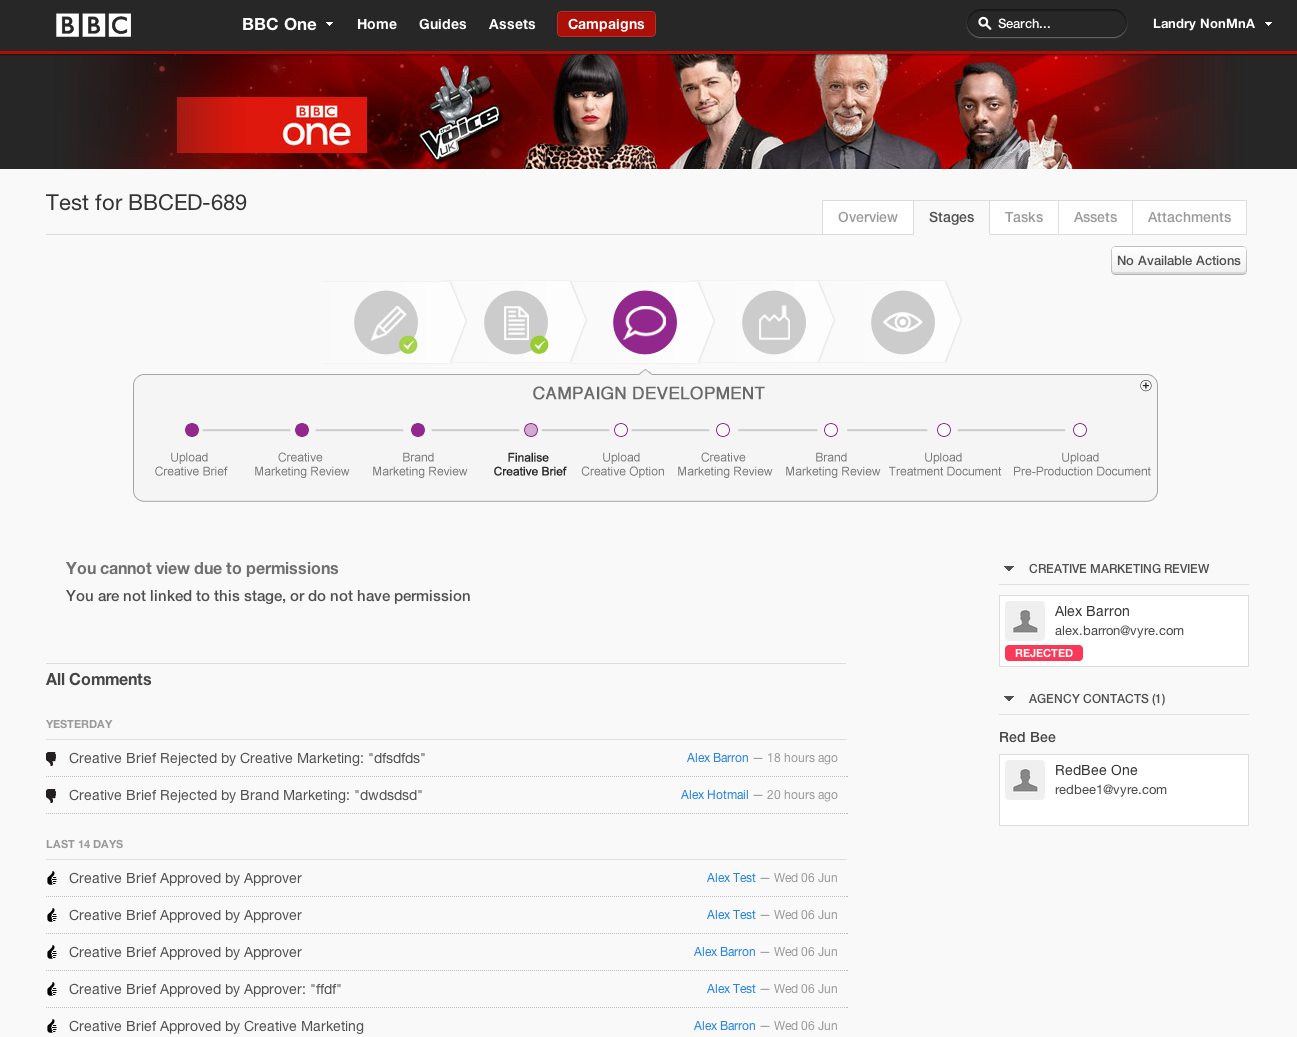 BBC
BBC One
Home
Guides
Assets
Campaigns
Search...
Landry NonMnA
BBC
one
the
Voice
UK
Test for BBCED-689
Overview
Stages
Tasks
Assets
Attachments
No Available Actions
CAMPAIGN DEVELOPMENT
Upload
Creative Brief
Creative
Marketing Review
Brand
Marketing Review
Finalise
Creative Brief
Upload
Creative Option
Creative
Marketing Review
Brand
Marketing Review
Upload
Treatment Document
Upload
Pre-Production Document
You cannot view due to permissions
You are not linked to this stage, or do not have permission
All Comments
YESTERDAY
Creative Brief Rejected by Creative Marketing: "dfsdfds"
Alex Barron — 18 hours ago
Creative Brief Rejected by Brand Marketing: "dwdsdsd"
Alex Hotmail — 20 hours ago
LAST 14 DAYS
Creative Brief Approved by Approver
Alex Test — Wed 06 Jun
Creative Brief Approved by Approver
Alex Test — Wed 06 Jun
Creative Brief Approved by Approver
Alex Barron — Wed 06 Jun
Creative Brief Approved by Approver: "ffdf"
Alex Test — Wed 06 Jun
Creative Brief Approved by Creative Marketing
Alex Barron — Wed 06 Jun
CREATIVE MARKETING REVIEW
Alex Barron
alex.barron@vyre.com
REJECTED
AGENCY CONTACTS (1)
Red Bee
RedBee One
redbee1@vyre.com